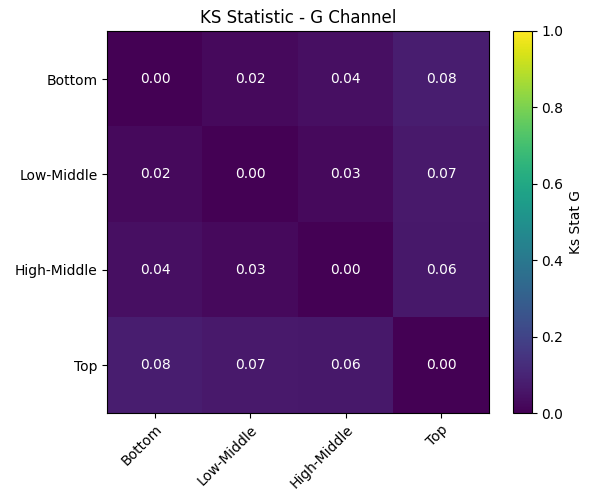 KS Statistic - G Channel
Bottom 0.00 0.02 0.04 0.08
Low-Middle 0.02 0.00 0.03 0.07
High-Middle 0.04 0.03 0.00 0.06
Top 0.08 0.07 0.06 0.00
Bottom Low-Middle High-Middle Top
1.0
0.8
0.6
0.4
0.2
0.0
Ks Stat G